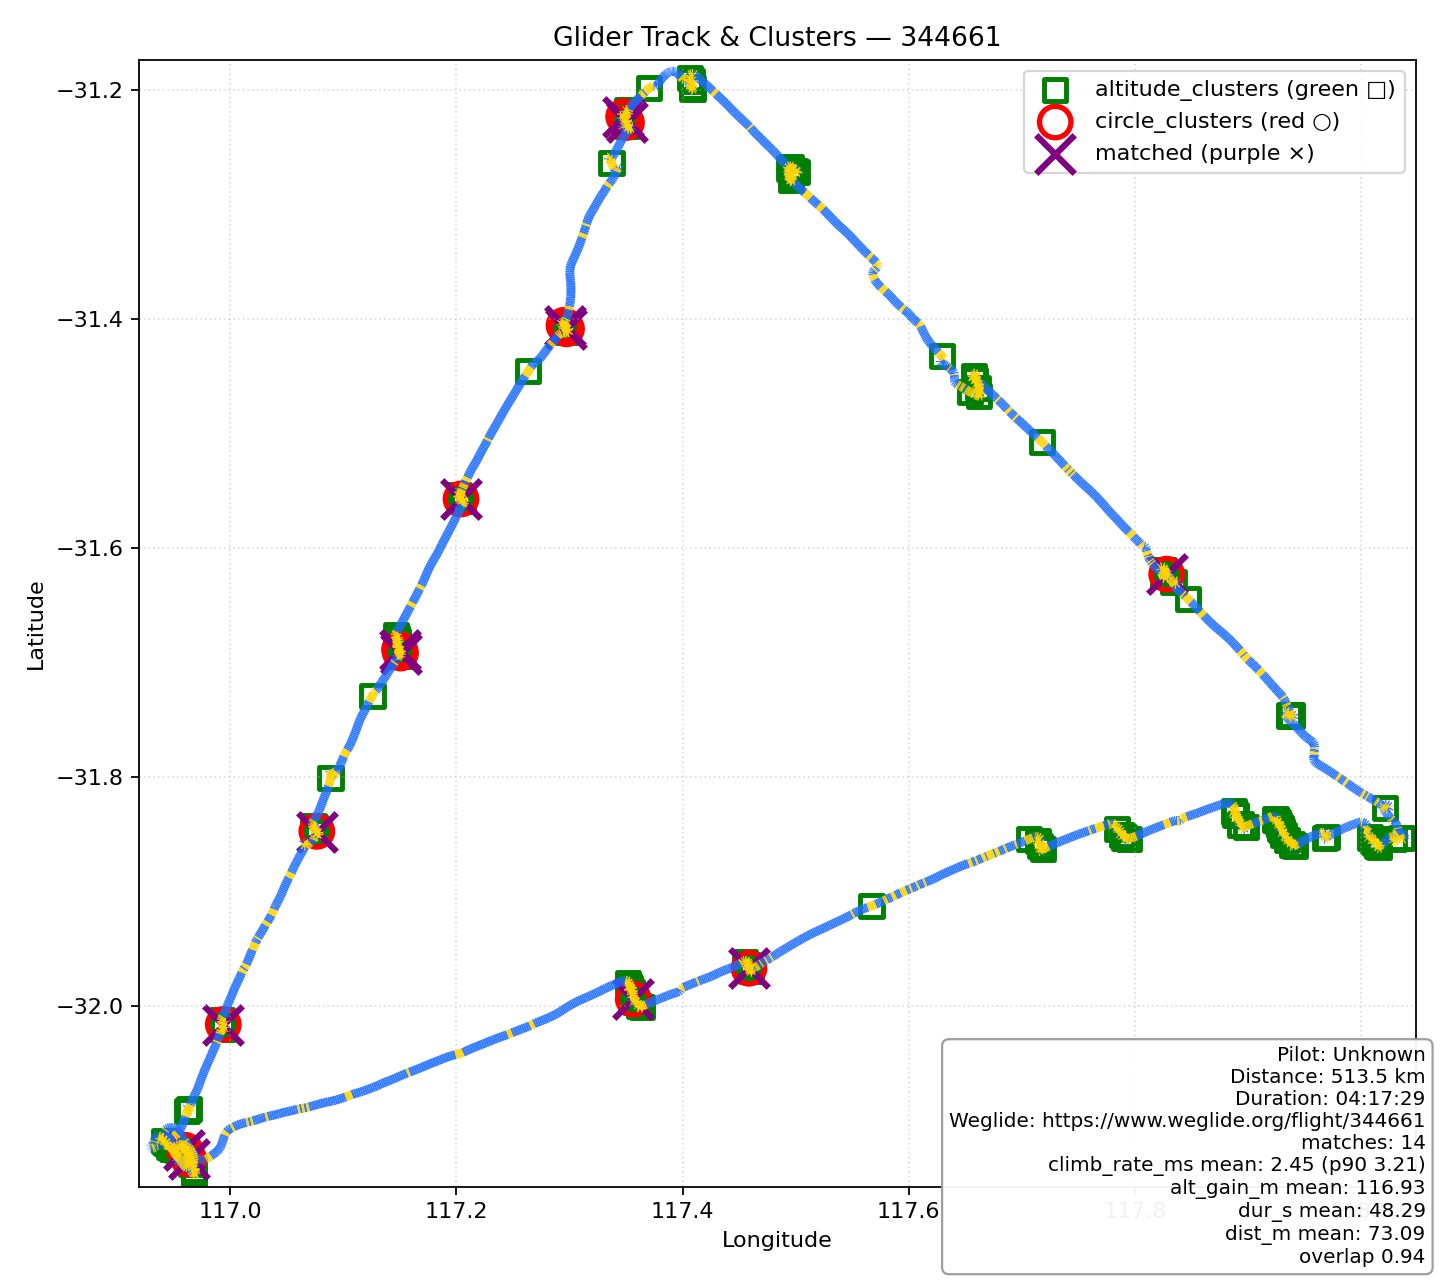 Glider Track & Clusters — 344661
altitude_clusters (green □)
circle_clusters (red ○)
matched (purple ×)
Latitude
−31.2
−31.4
−31.6
−31.8
−32.0
117.0
117.2
117.4
117.6
117.8
Longitude
Pilot: Unknown
Distance: 513.5 km
Duration: 04:17:29
Weglide: https://www.weglide.org/flight/344661
matches: 14
climb_rate_ms mean: 2.45 (p90 3.21)
alt_gain_m mean: 116.93
dur_s mean: 48.29
dist_m mean: 73.09
overlap 0.94